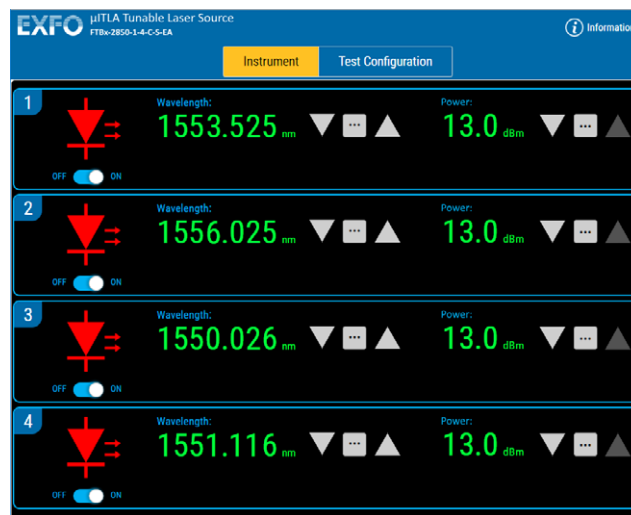 EXFO
µITLA Tunable Laser Source
FTBx-2850-1-4-C-S-EA
i Information
Instrument Test Configuration
1
Wavelength: Power:
1553.525 nm ... 13.0 dBm ...
OFF ON
2
Wavelength: Power:
1556.025 nm ... 13.0 dBm ...
OFF ON
3
Wavelength: Power:
1550.026 nm ... 13.0 dBm ...
OFF ON
4
Wavelength: Power:
1551.116 nm ... 13.0 dBm ...
OFF ON